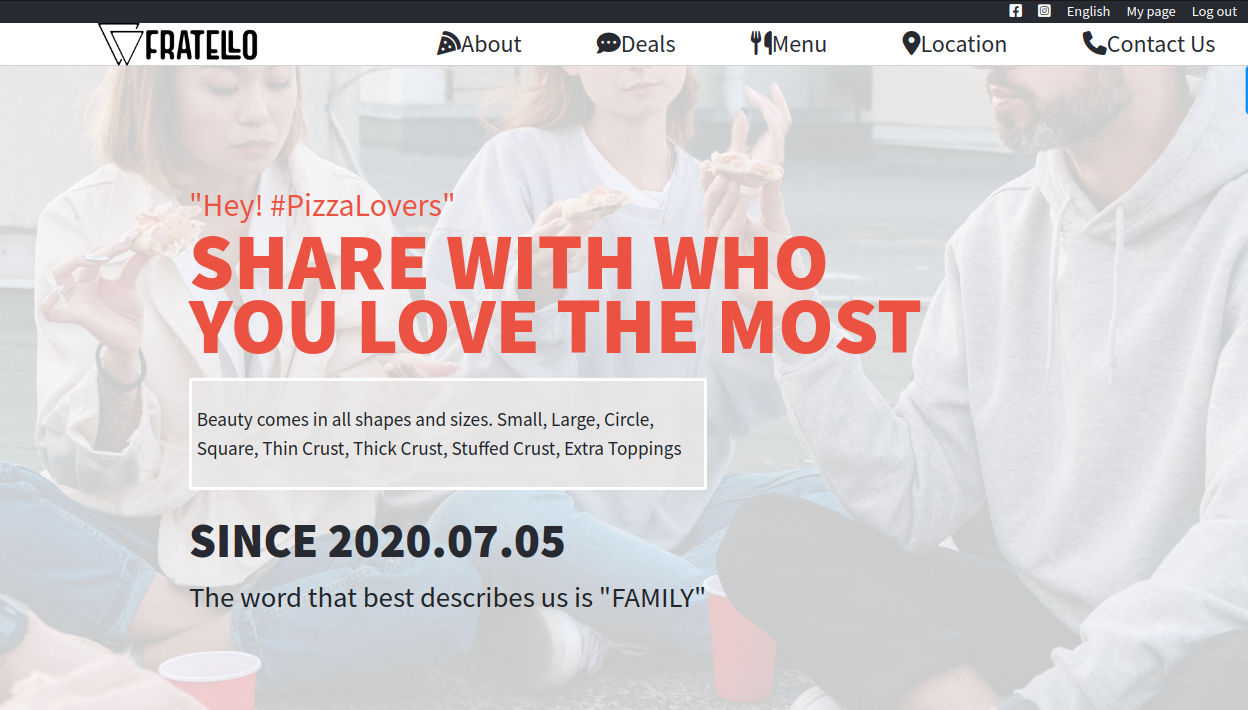 English My page Log out
FRATELLO About Deals Menu Location Contact Us
"Hey! #PizzaLovers"
SHARE WITH WHO
YOU LOVE THE MOST
Beauty comes in all shapes and sizes. Small, Large, Circle,
Square, Thin Crust, Thick Crust, Stuffed Crust, Extra Toppings
SINCE 2020.07.05
The word that best describes us is "FAMILY"